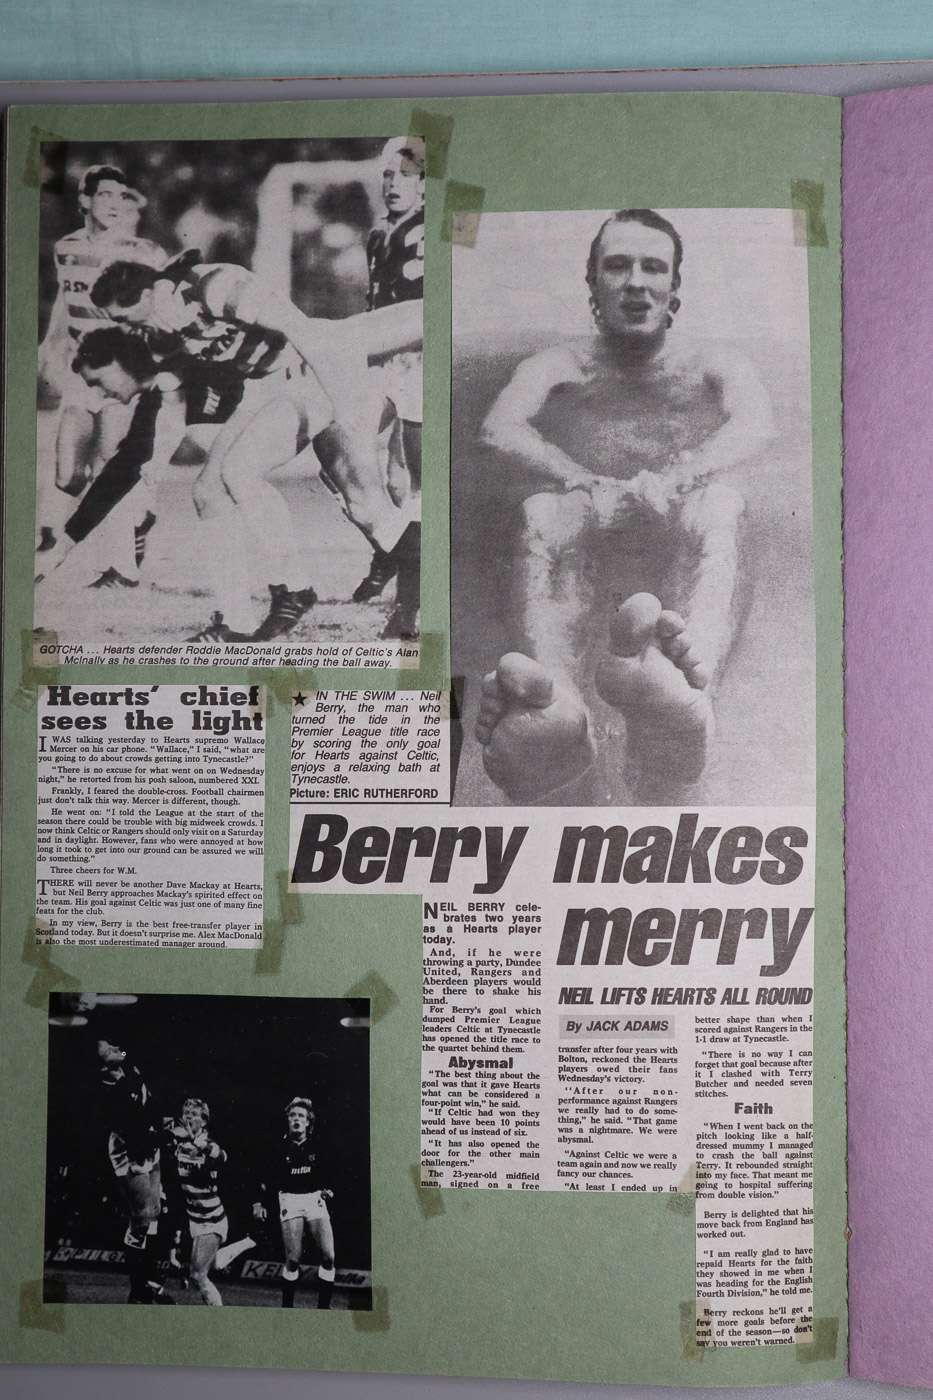 GOTCHA ... Hearts defender Roddie MacDonald grabs hold of Celtic's Alan
McInally as he crashes to the ground after heading the ball away.
Hearts' chief
sees the light
I WAS talking yesterday to Hearts supremo Wallace
Mercer on his car phone. "Wallace," I said, "what are
you going to do about crowds getting into Tynecastle?"
"There is no excuse for what went on on Wednesday
night," he retorted from his posh saloon, numbered XXI.
Frankly, I feared the double-cross. Football chairmen
just don't talk this way. Mercer is different, though.
He went on: "I told the League at the start of the
season there could be trouble with big midweek crowds. I
now think Celtic or Rangers should only visit on a Saturday
and in daylight. However, fans who were annoyed at how
long it took to get into our ground can be assured we will
do something."
Three cheers for W.M.
THERE will never be another Dave Mackay at Hearts,
but Neil Berry approaches Mackay's spirited effect on
the team. His goal against Celtic was just one of many fine
feats for the club.
In my view, Berry is the best free-transfer player in
Scotland today. But it doesn't surprise me. Alex MacDonald
is also the most underestimated manager around.
★ IN THE SWIM ... Neil
Berry, the man who
turned the tide in the
Premier League title race
by scoring the only goal
for Hearts against Celtic,
enjoys a relaxing bath at
Tynecastle.
Picture: ERIC RUTHERFORD
Berry makes
merry
NEIL LIFTS HEARTS ALL ROUND
By JACK ADAMS
NEIL BERRY cele-
brates two years
as a Hearts player
today.
And, if he were
throwing a party, Dundee
United, Rangers and
Aberdeen players would
be there to shake his
hand.
For Berry's goal which
dumped Premier League
leaders Celtic at Tynecastle
has opened the title race to
the quartet behind them.
Abysmal
"The best thing about the
goal was that it gave Hearts
what can be considered a
four-point win," he said.
"If Celtic had won they
would have been 10 points
ahead of us instead of six.
"It has also opened the
door for the other main
challengers."
The 23-year-old midfield
man, signed on a free
transfer after four years with
Bolton, reckoned the Hearts
players owed their fans
Wednesday's victory.
"After our non-
performance against Rangers
we really had to do some-
thing," he said. "That game
was a nightmare. We were
abysmal.
"Against Celtic we were a
team again and now we really
fancy our chances.
"At least I ended up in
better shape than when I
scored against Rangers in the
1-1 draw at Tynecastle.
"There is no way I can
forget that goal because after
it I clashed with Terry
Butcher and needed seven
stitches.
Faith
"When I went back on the
pitch looking like a half-
dressed mummy I managed
to crash the ball against
Terry. It rebounded straight
into my face. That meant me
going to hospital suffering
from double vision."
Berry is delighted that his
move back from England has
worked out.
"I am really glad to have
repaid Hearts for the faith
they showed in me when I
was heading for the English
Fourth Division," he told me.
Berry reckons he'll get a
few more goals before the
end of the season—so don't
say you weren't warned.
mita